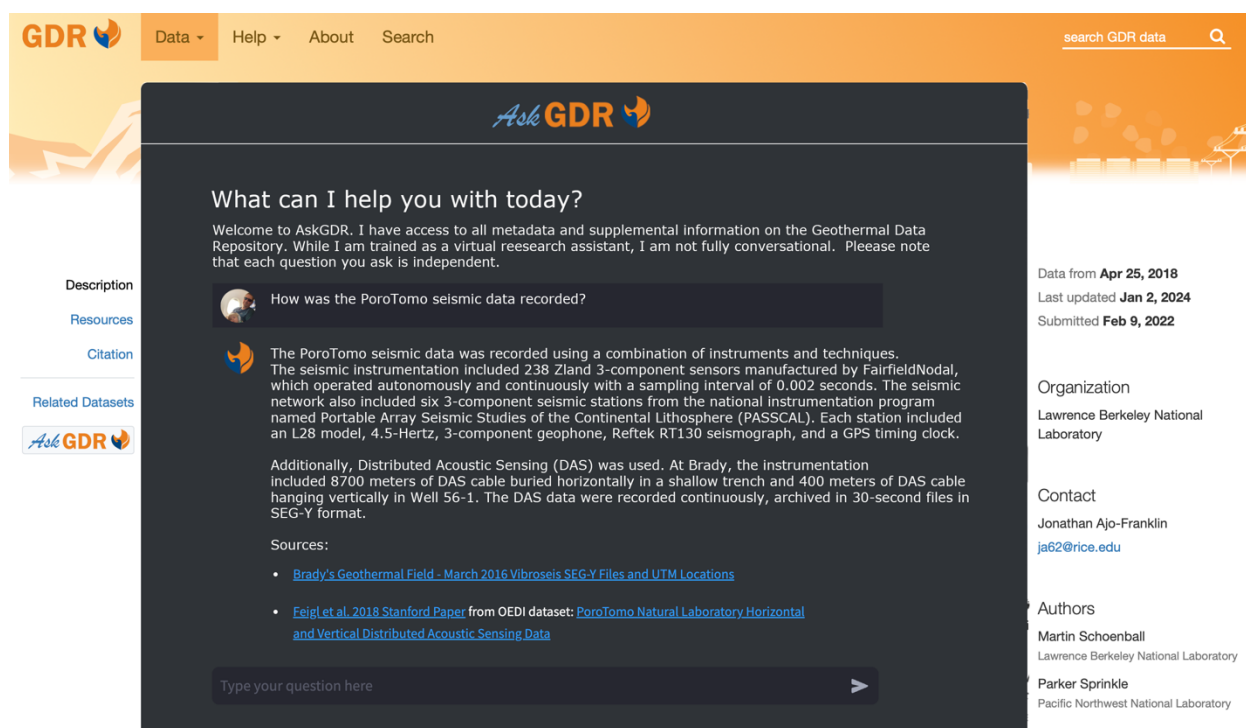 GDR
Data
Help
About
Search
search GDR data
Ask GDR
What can I help you with today?
Welcome to AskGDR. I have access to all metadata and supplemental information on the Geothermal Data
Repository. While I am trained as a virtual reesearch assistant, I am not fully conversational. Pleease note
that each question you ask is independent.
How was the PoroTomo seismic data recorded?
The PoroTomo seismic data was recorded using a combination of instruments and techniques.
The seismic instrumentation included 238 Zland 3-component sensors manufactured by FairfieldNodal,
which operated autonomously and continuously with a sampling interval of 0.002 seconds. The seismic
network also included six 3-component seismic stations from the national instrumentation program
named Portable Array Seismic Studies of the Continental Lithosphere (PASSCAL). Each station included
an L28 model, 4.5-Hertz, 3-component geophone, Reftek RT130 seismograph, and a GPS timing clock.
Additionally, Distributed Acoustic Sensing (DAS) was used. At Brady, the instrumentation
included 8700 meters of DAS cable buried horizontally in a shallow trench and 400 meters of DAS cable
hanging vertically in Well 56-1. The DAS data were recorded continuously, archived in 30-second files in
SEG-Y format.
Sources:
• Brady's Geothermal Field - March 2016 Vibroseis SEG-Y Files and UTM Locations
• Feigl et al. 2018 Stanford Paper from OEDI dataset: PoroTomo Natural Laboratory Horizontal
and Vertical Distributed Acoustic Sensing Data
Type your question here
Description
Resources
Citation
Related Datasets
Ask GDR
Data from Apr 25, 2018
Last updated Jan 2, 2024
Submitted Feb 9, 2022
Organization
Lawrence Berkeley National
Laboratory
Contact
Jonathan Ajo-Franklin
ja62@rice.edu
Authors
Martin Schoenball
Lawrence Berkeley National Laboratory
Parker Sprinkle
Pacific Northwest National Laboratory